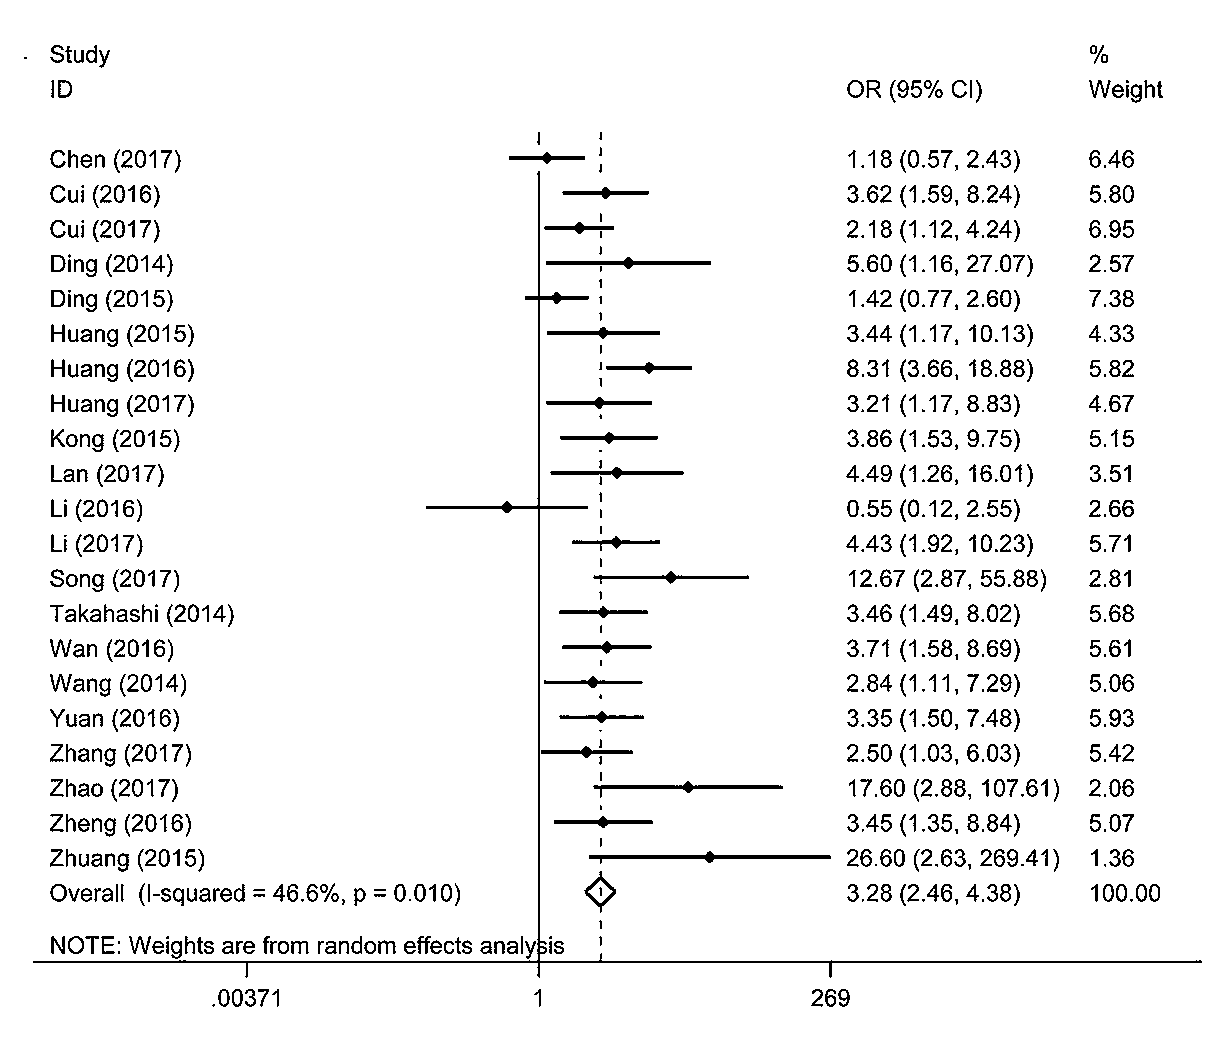 Study %
ID OR (95% CI) Weight
Chen (2017) 1.18 (0.57, 2.43) 6.46
Cui (2016) 3.62 (1.59, 8.24) 5.80
Cui (2017) 2.18 (1.12, 4.24) 6.95
Ding (2014) 5.60 (1.16, 27.07) 2.57
Ding (2015) 1.42 (0.77, 2.60) 7.38
Huang (2015) 3.44 (1.17, 10.13) 4.33
Huang (2016) 8.31 (3.66, 18.88) 5.82
Huang (2017) 3.21 (1.17, 8.83) 4.67
Kong (2015) 3.86 (1.53, 9.75) 5.15
Lan (2017) 4.49 (1.26, 16.01) 3.51
Li (2016) 0.55 (0.12, 2.55) 2.66
Li (2017) 4.43 (1.92, 10.23) 5.71
Song (2017) 12.67 (2.87, 55.88) 2.81
Takahashi (2014) 3.46 (1.49, 8.02) 5.68
Wan (2016) 3.71 (1.58, 8.69) 5.61
Wang (2014) 2.84 (1.11, 7.29) 5.06
Yuan (2016) 3.35 (1.50, 7.48) 5.93
Zhang (2017) 2.50 (1.03, 6.03) 5.42
Zhao (2017) 17.60 (2.88, 107.61) 2.06
Zheng (2016) 3.45 (1.35, 8.84) 5.07
Zhuang (2015) 26.60 (2.63, 269.41) 1.36
Overall (I-squared = 46.6%, p = 0.010) 3.28 (2.46, 4.38) 100.00
NOTE: Weights are from random effects analysis
.00371 1 269